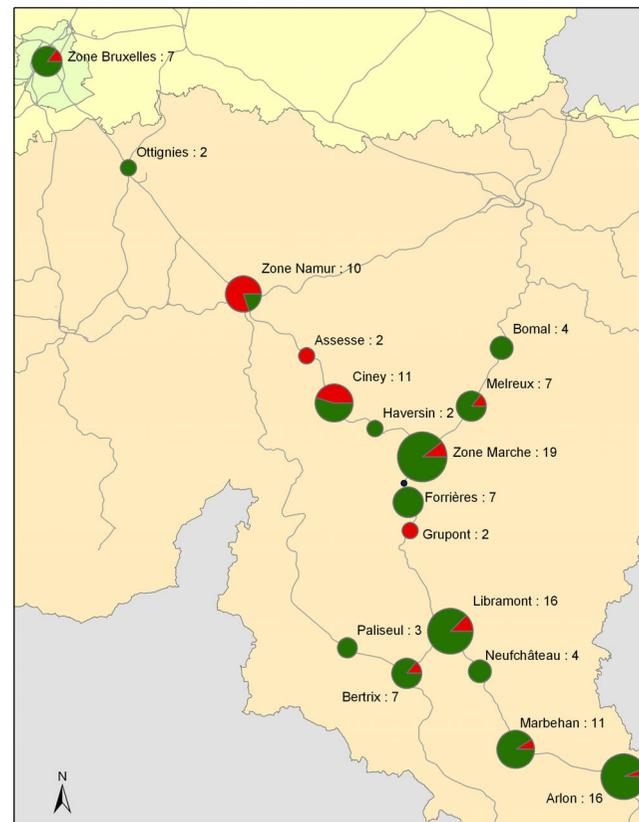 Zone Bruxelles : 7
Ottignies : 2
Zone Namur : 10
Bomal : 4
Assesse : 2
Ciney : 11
Melreux : 7
Haversin : 2
Zone Marche : 19
Forrières : 7
Grupont : 2
Libramont : 16
Paliseul : 3
Neufchâteau : 4
Bertrix : 7
Marbehan : 11
N
Arlon : 16